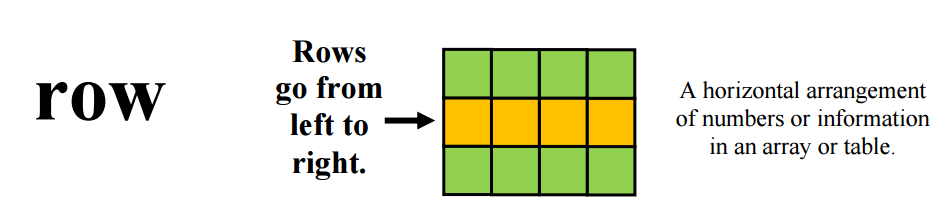 row
Rows
go from
left to
right.
A horizontal arrangement
of numbers or information
in an array or table.